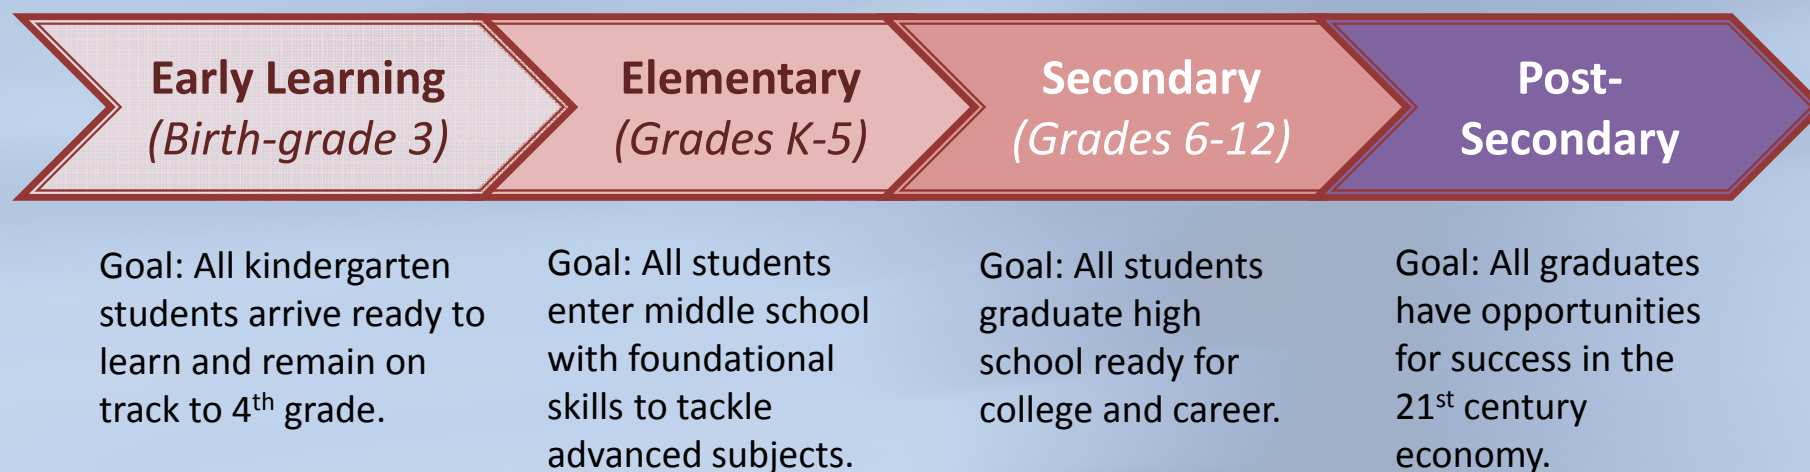 Early Learning
(Birth-grade 3)
Elementary
(Grades K-5)
Secondary
(Grades 6-12)
Post-
Secondary
Goal: All kindergarten
students arrive ready to
learn and remain on
track to 4th grade.
Goal: All students
enter middle school
with foundational
skills to tackle
advanced subjects.
Goal: All students
graduate high
school ready for
college and career.
Goal: All graduates
have opportunities
for success in the
21st century
economy.